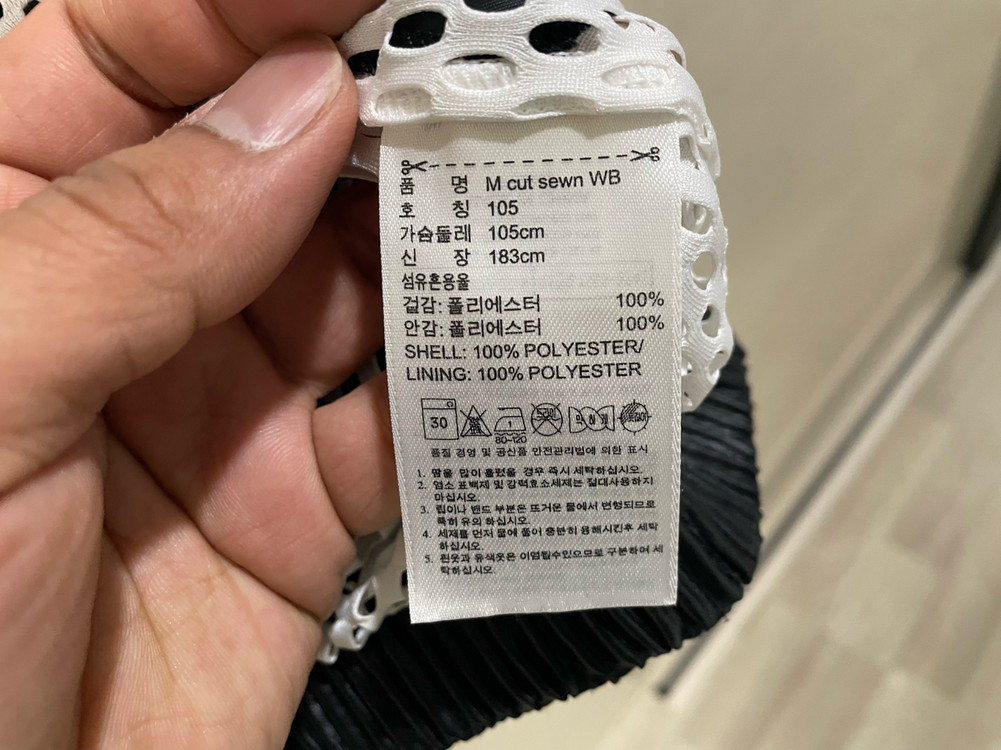 품 명 M cut sewn WB
호 칭 105
가슴둘레 105cm
신 장 183cm
섬유혼용율
겉감: 폴리에스터 100%
안감: 폴리에스터 100%
SHELL: 100% POLYESTER/
LINING: 100% POLYESTER
30 1
80~120
품질 경영 및 공산품 안전관리법에 의한 표시
1. 땀을 많이 흘렸을 경우 즉시 세탁하십시오.
2. 염소 표백제 및 강력효소세제는 절대사용하지
마십시오.
3. 립이나 밴드 부분은 뜨거운 물에서 변형되므로
특히 유의 하십시오.
4. 세제를 먼저 물에 풀어 충분히 용해시킨후 세탁
하십시오.
5. 흰옷과 유색옷은 이염될수있으므로 구분하여 세
탁하십시오.